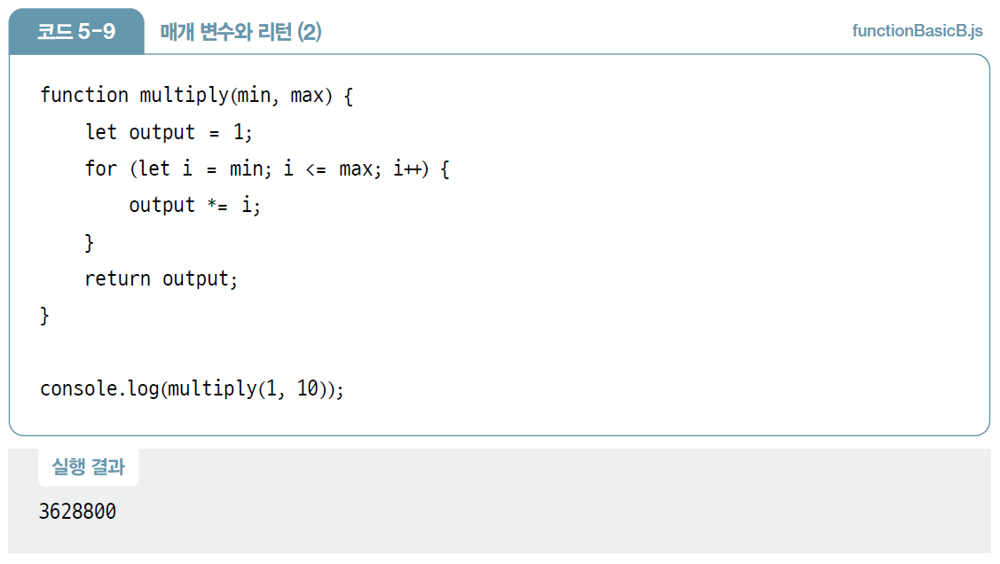 코드 5-9 매개 변수와 리턴 (2) functionBasicB.js
function multiply(min, max) {
    let output = 1;
    for (let i = min; i <= max; i++) {
        output *= i;
    }
    return output;
}
console.log(multiply(1, 10));
실행 결과
3628800